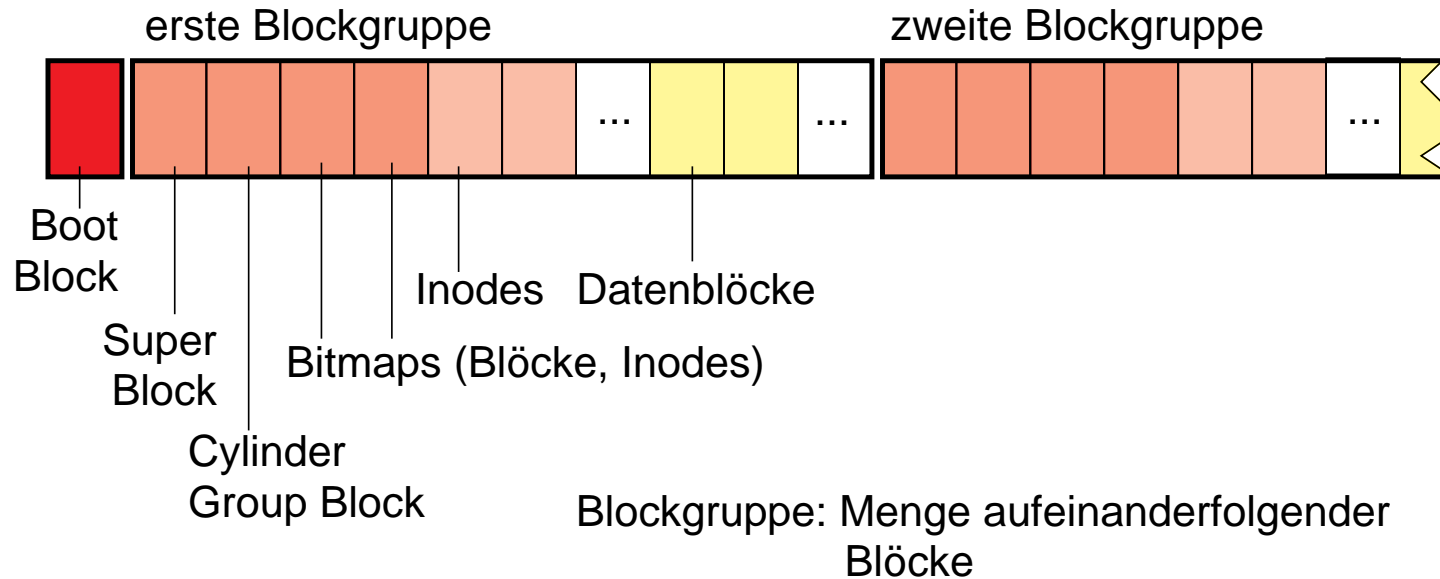 erste Blockgruppe
zweite Blockgruppe
...
...
...
Boot
Block
Inodes
Datenblöcke
Super
Block
Bitmaps (Blöcke, Inodes)
Cylinder
Group Block
Blockgruppe: Menge aufeinanderfolgender
Blöcke